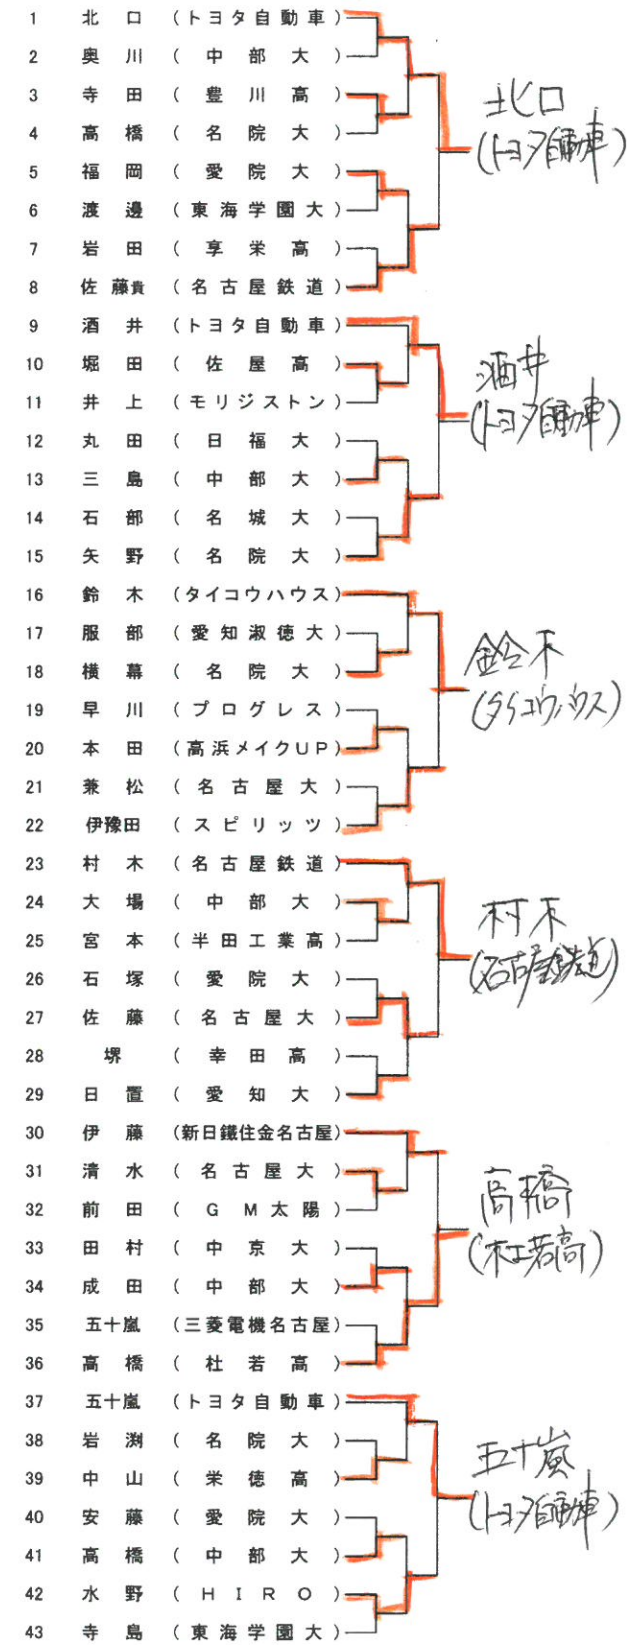 1 北口 (トヨタ自動車)
2 奥川 (中部大)
3 寺田 (豊川高)
4 高橋 (名院大)
北口
(トヨタ自動車)
5 福岡 (愛院大)
6 渡邊 (東海学園大)
7 岩田 (享栄高)
8 佐藤貴 (名古屋鉄道)
9 酒井 (トヨタ自動車)
10 堀田 (佐屋高)
11 井上 (モリジストン)
酒井
(トヨタ自動車)
12 丸田 (日福大)
13 三島 (中部大)
14 石部 (名城大)
15 矢野 (名院大)
16 鈴木 (タイコウハウス)
17 服部 (愛知淑徳大)
18 横幕 (名院大)
鈴木
(タイコウハウス)
19 早川 (プログレス)
20 本田 (高浜メイクUP)
21 兼松 (名古屋大)
22 伊豫田 (スピリッツ)
23 村木 (名古屋鉄道)
24 大場 (中部大)
25 宮本 (半田工業高)
村木
(名古屋鉄道)
26 石塚 (愛院大)
27 佐藤 (名古屋大)
28 堺 (幸田高)
29 日置 (愛知大)
30 伊藤 (新日鐵住金名古屋)
31 清水 (名古屋大)
32 前田 (GM太陽)
高橋
(杜若高)
33 田村 (中京大)
34 成田 (中部大)
35 五十嵐 (三菱電機名古屋)
36 高橋 (杜若高)
37 五十嵐 (トヨタ自動車)
38 岩渕 (名院大)
39 中山 (栄徳高)
五十嵐
(トヨタ自動車)
40 安藤 (愛院大)
41 高橋 (中部大)
42 水野 (HIRO)
43 寺島 (東海学園大)